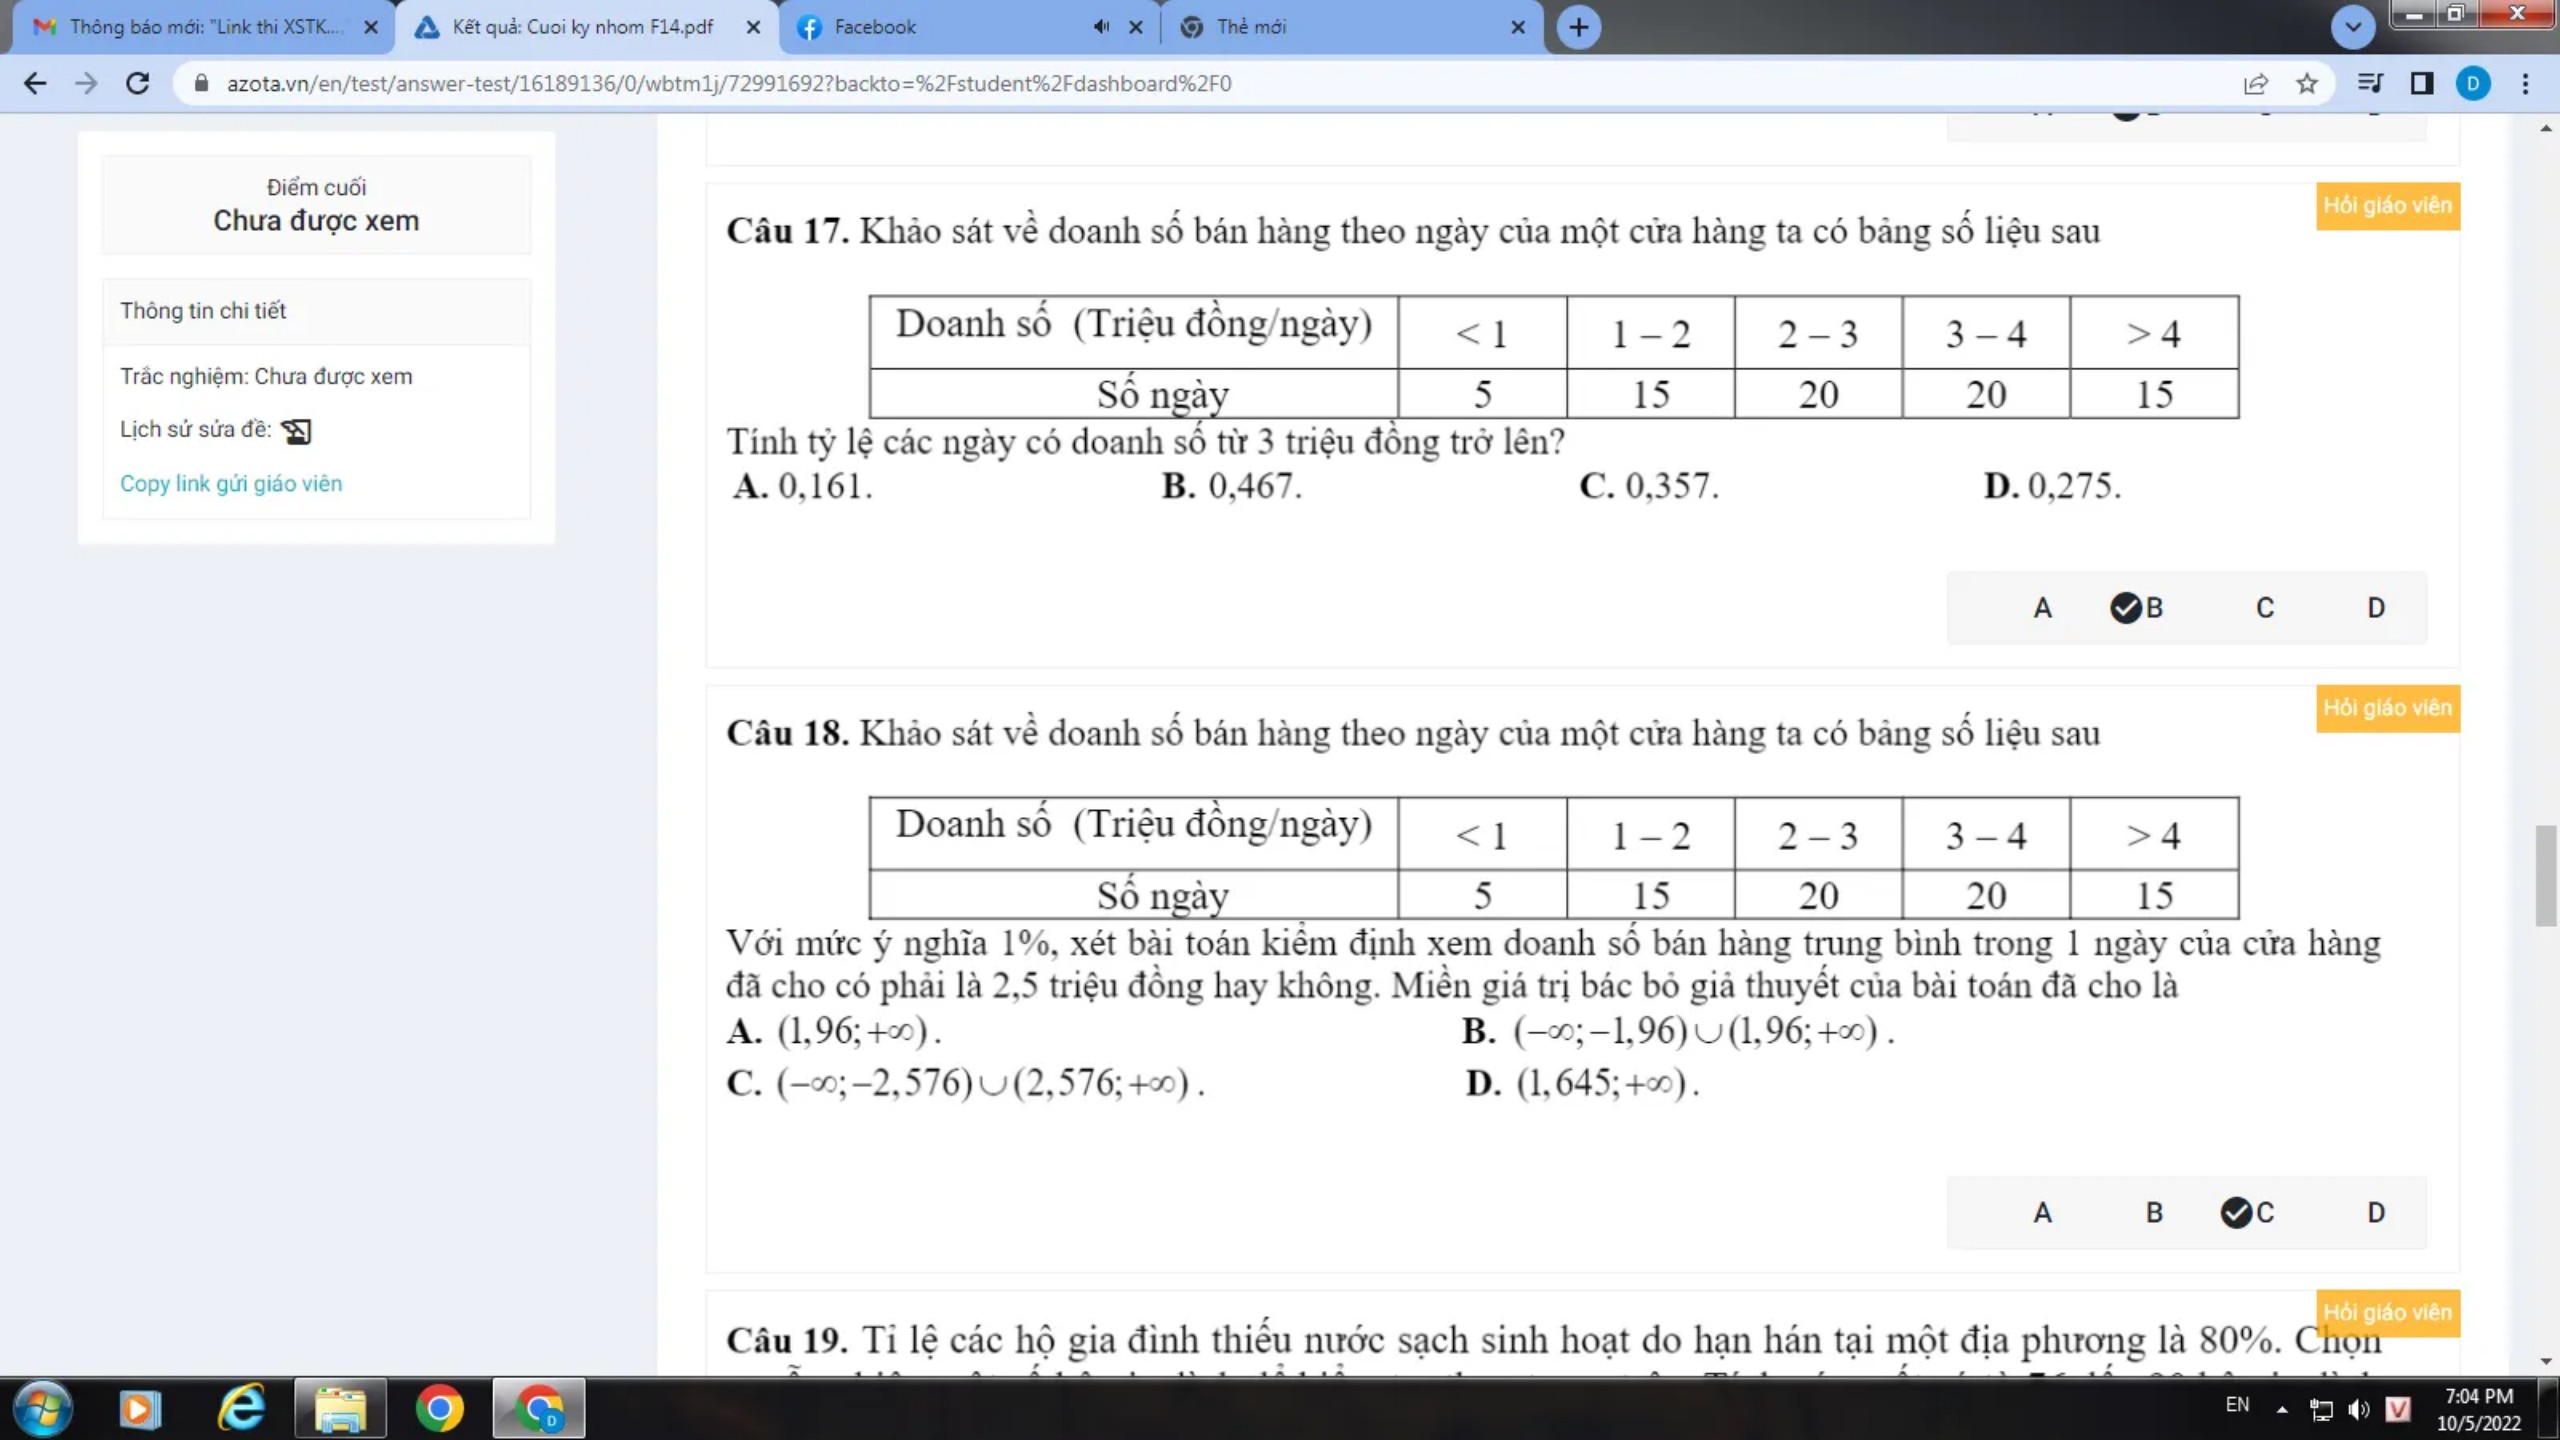 Thông báo mới: "Link thi XSTK...
Kết quả: Cuoi ky nhom F14.pdf
Facebook
Thẻ mới
azota.vn/en/test/answer-test/16189136/0/wbtm1j/72991692?backto=%2Fstudent%2Fdashboard%2F0
D
Điểm cuối
Chưa được xem
Thông tin chi tiết
Trắc nghiệm: Chưa được xem
Lịch sử sửa đề:
Copy link gửi giáo viên
Hỏi giáo viên
Câu 17. Khảo sát về doanh số bán hàng theo ngày của một cửa hàng ta có bảng số liệu sau
Doanh số (Triệu đồng/ngày) < 1 1 – 2 2 – 3 3 – 4 > 4
Số ngày 5 15 20 20 15
Tính tỷ lệ các ngày có doanh số từ 3 triệu đồng trở lên?
A. 0,161. B. 0,467. C. 0,357. D. 0,275.
A B C D
Hỏi giáo viên
Câu 18. Khảo sát về doanh số bán hàng theo ngày của một cửa hàng ta có bảng số liệu sau
Doanh số (Triệu đồng/ngày) < 1 1 – 2 2 – 3 3 – 4 > 4
Số ngày 5 15 20 20 15
Với mức ý nghĩa 1%, xét bài toán kiểm định xem doanh số bán hàng trung bình trong 1 ngày của cửa hàng
đã cho có phải là 2,5 triệu đồng hay không. Miền giá trị bác bỏ giả thuyết của bài toán đã cho là
A. (1,96;+∞). B. (−∞;−1,96)∪(1,96;+∞).
C. (−∞;−2,576)∪(2,576;+∞). D. (1,645;+∞).
A B C D
Hỏi giáo viên
Câu 19. Tỉ lệ các hộ gia đình thiếu nước sạch sinh hoạt do hạn hán tại một địa phương là 80%. Chọn
EN
7:04 PM
10/5/2022